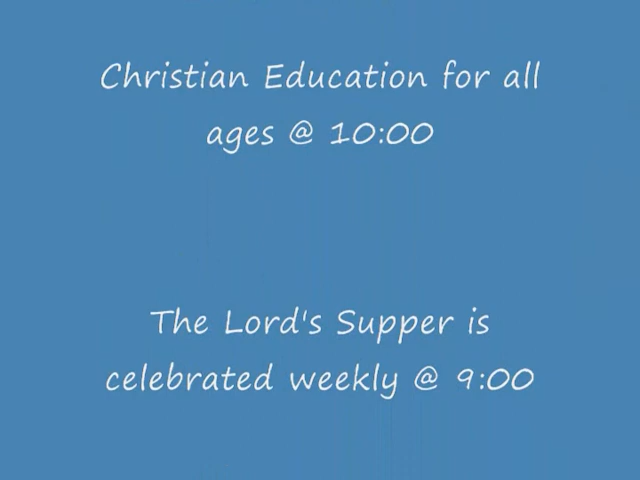 Christian Education for all
ages @ 10:00
The Lord's Supper is
celebrated weekly @ 9:00